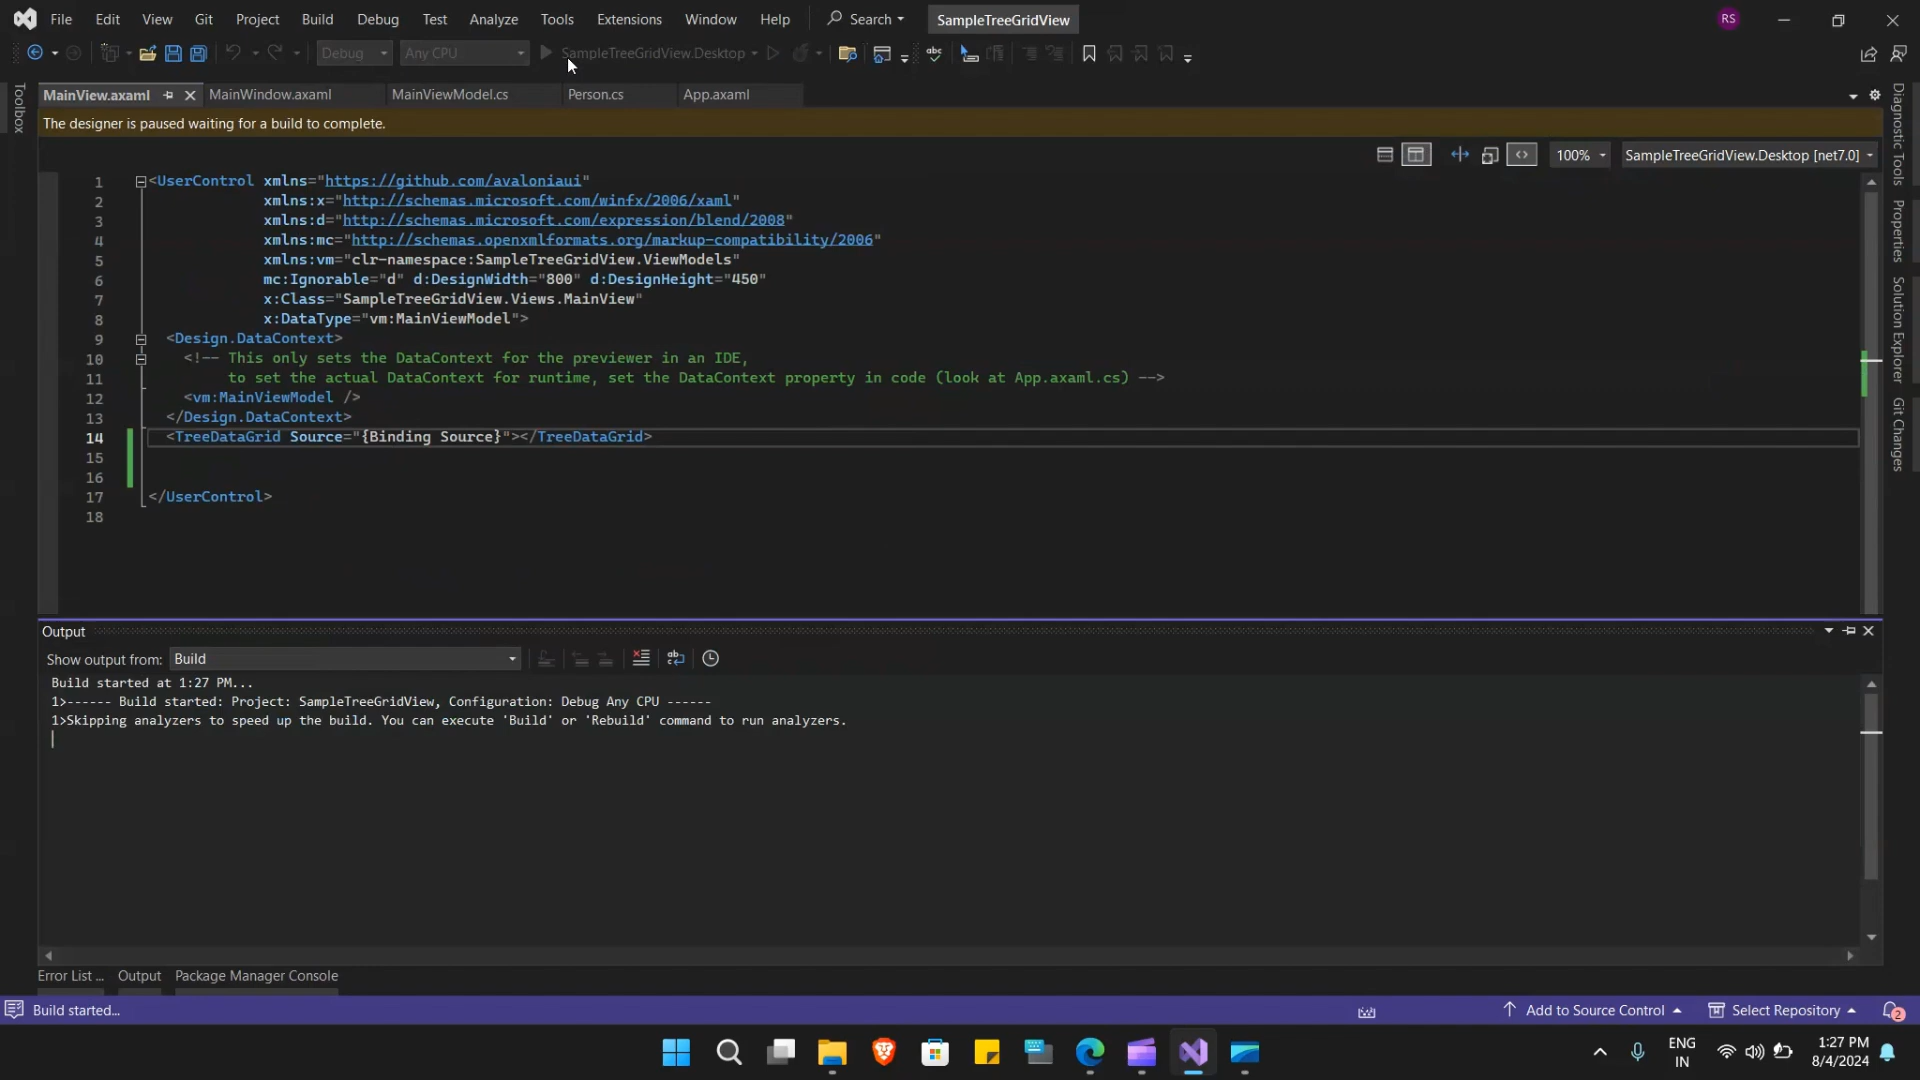 File Edit View Git Project Build Debug Test Analyze Tools Extensions Window Help Search SampleTreeGridView RS
Debug Any CPU SampleTreeGridView.Desktop
MainView.axaml MainWindow.axaml MainViewModel.cs Person.cs App.axaml
The designer is paused waiting for a build to complete.
100% SampleTreeGridView.Desktop [net7.0]
1 <UserControl xmlns="https://github.com/avaloniaui"
2 xmlns:x="http://schemas.microsoft.com/winfx/2006/xaml"
3 xmlns:d="http://schemas.microsoft.com/expression/blend/2008"
4 xmlns:mc="http://schemas.openxmlformats.org/markup-compatibility/2006"
5 xmlns:vm="clr-namespace:SampleTreeGridView.ViewModels"
6 mc:Ignorable="d" d:DesignWidth="800" d:DesignHeight="450"
7 x:Class="SampleTreeGridView.Views.MainView"
8 x:DataType="vm:MainViewModel">
9 <Design.DataContext>
10 <!-- This only sets the DataContext for the previewer in an IDE,
11 to set the actual DataContext for runtime, set the DataContext property in code (look at App.axaml.cs) -->
12 <vm:MainViewModel />
13 </Design.DataContext>
14 <TreeDataGrid Source="{Binding Source}"></TreeDataGrid>
15
16
17 </UserControl>
18
Toolbox
Diagnostic Tools
Properties
Solution Explorer
Git Changes
Output
Show output from: Build
Build started at 1:27 PM...
1>------ Build started: Project: SampleTreeGridView, Configuration: Debug Any CPU ------
1>Skipping analyzers to speed up the build. You can execute 'Build' or 'Rebuild' command to run analyzers.
Error List ... Output Package Manager Console
Build started... Add to Source Control Select Repository 2
ENG 1:27 PM
IN 8/4/2024